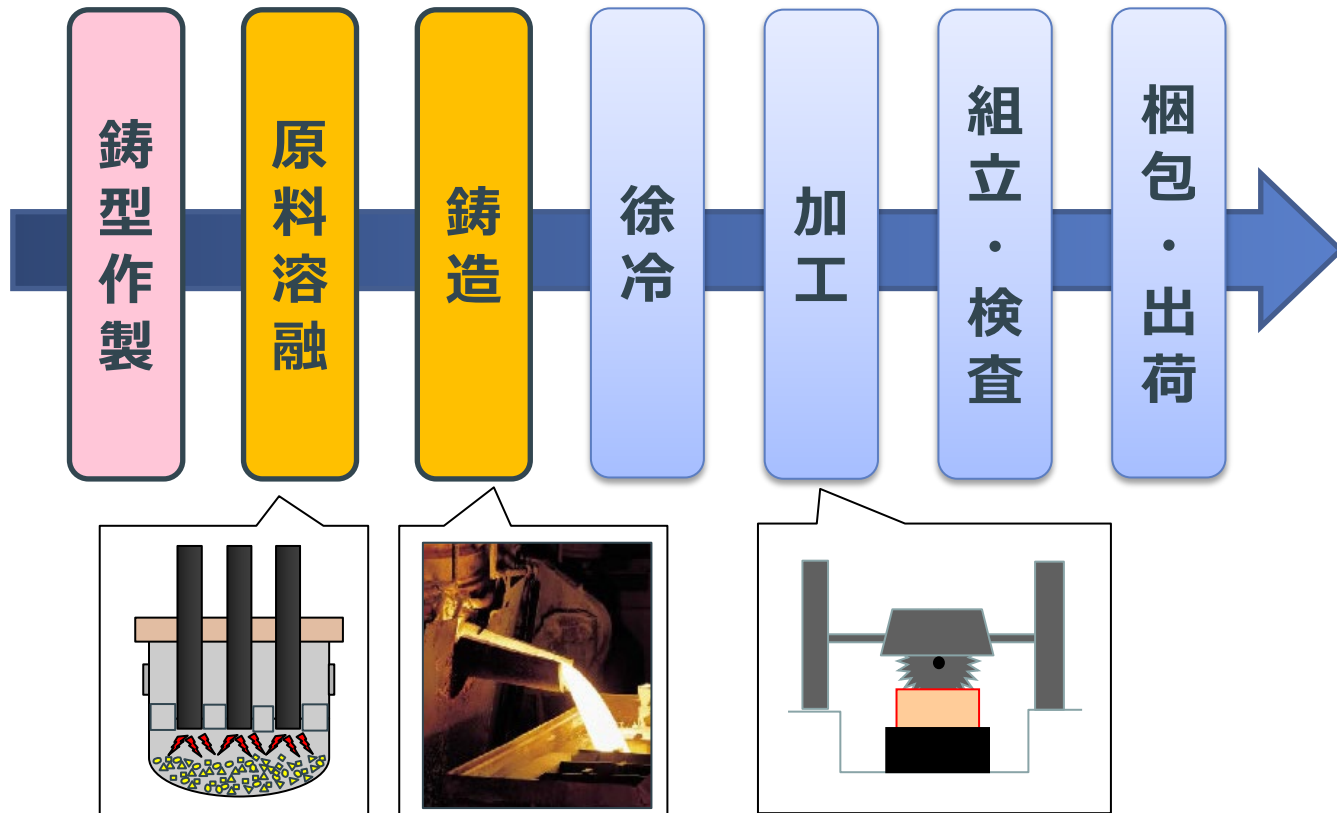 鋳型作製
原料溶融
鋳造
徐冷
加工
組立・検査
梱包・出荷